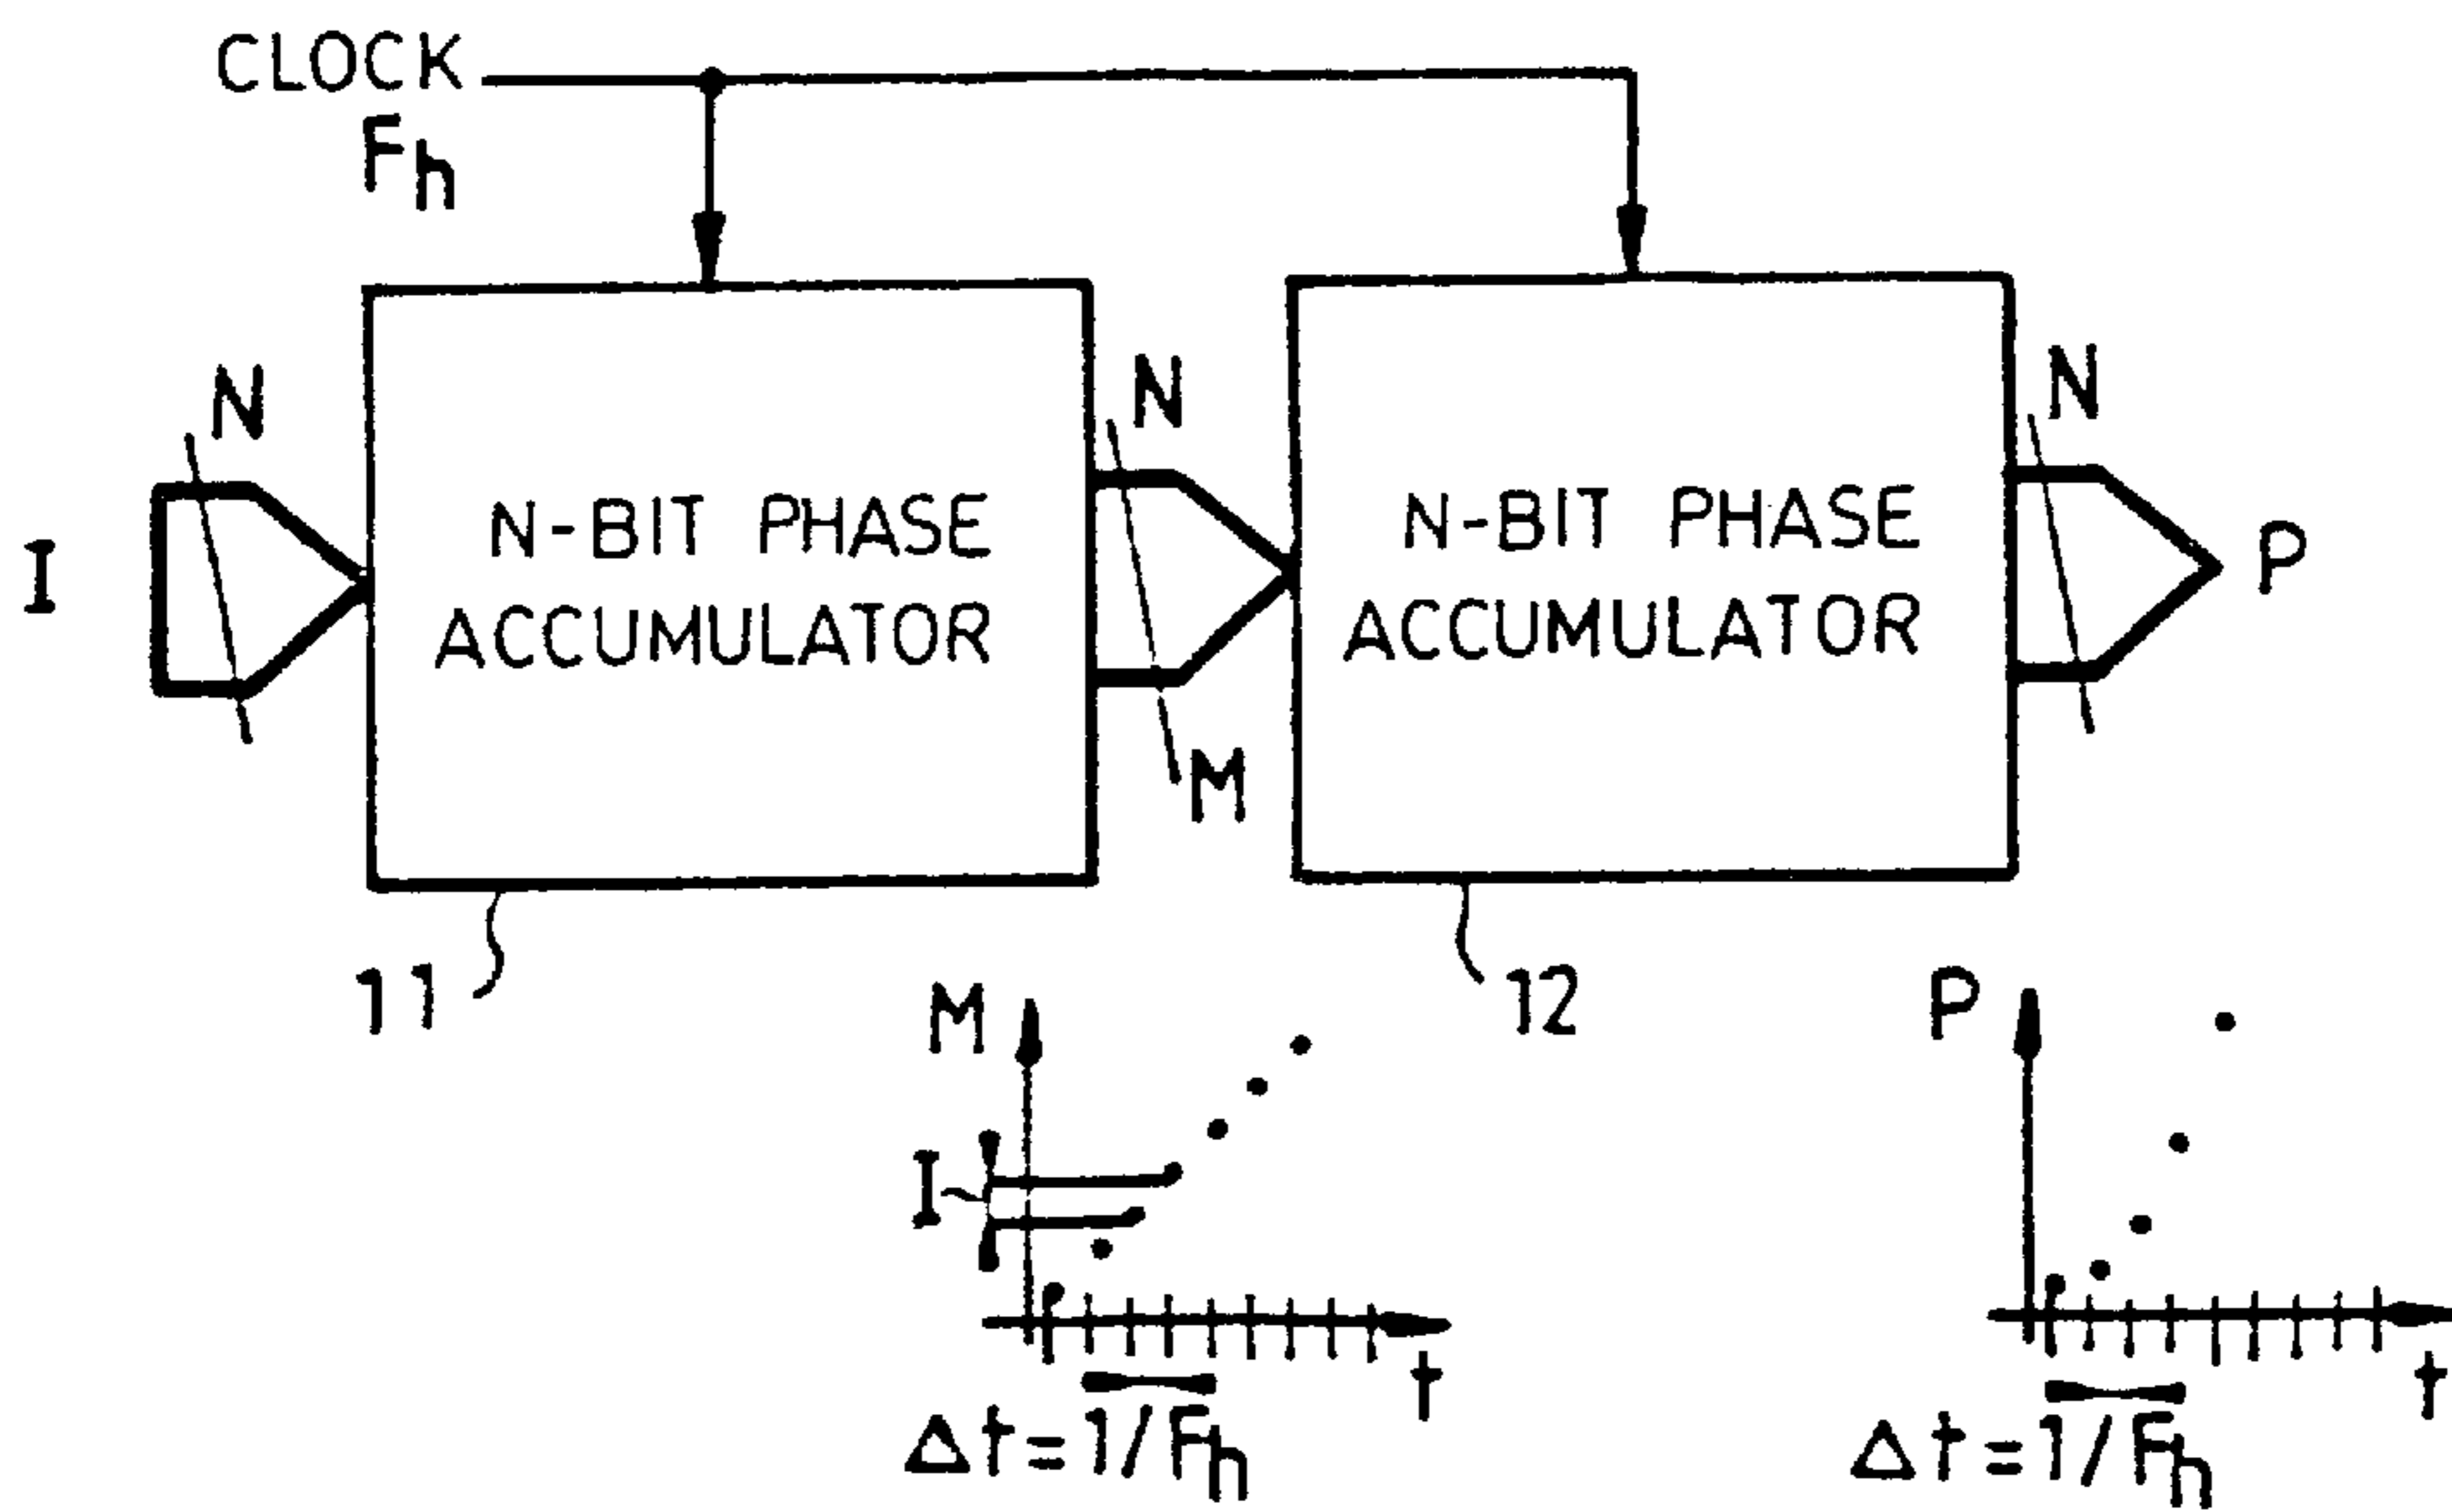 CLOCK
Fh
N
N
N
I
N-BIT PHASE
ACCUMULATOR
N-BIT PHASE
ACCUMULATOR
P
M
11
12
M
P
I
t
t
Δt=1/Fh
Δt=1/Fh